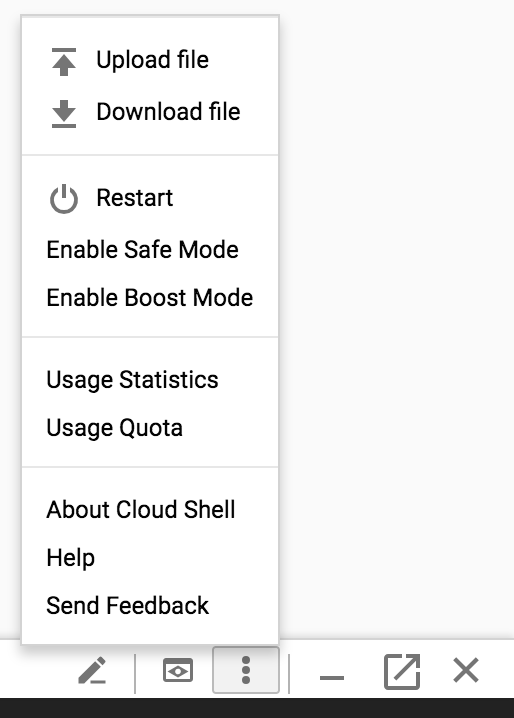 Upload file
Download file
Restart
Enable Safe Mode
Enable Boost Mode
Usage Statistics
Usage Quota
About Cloud Shell
Help
Send Feedback